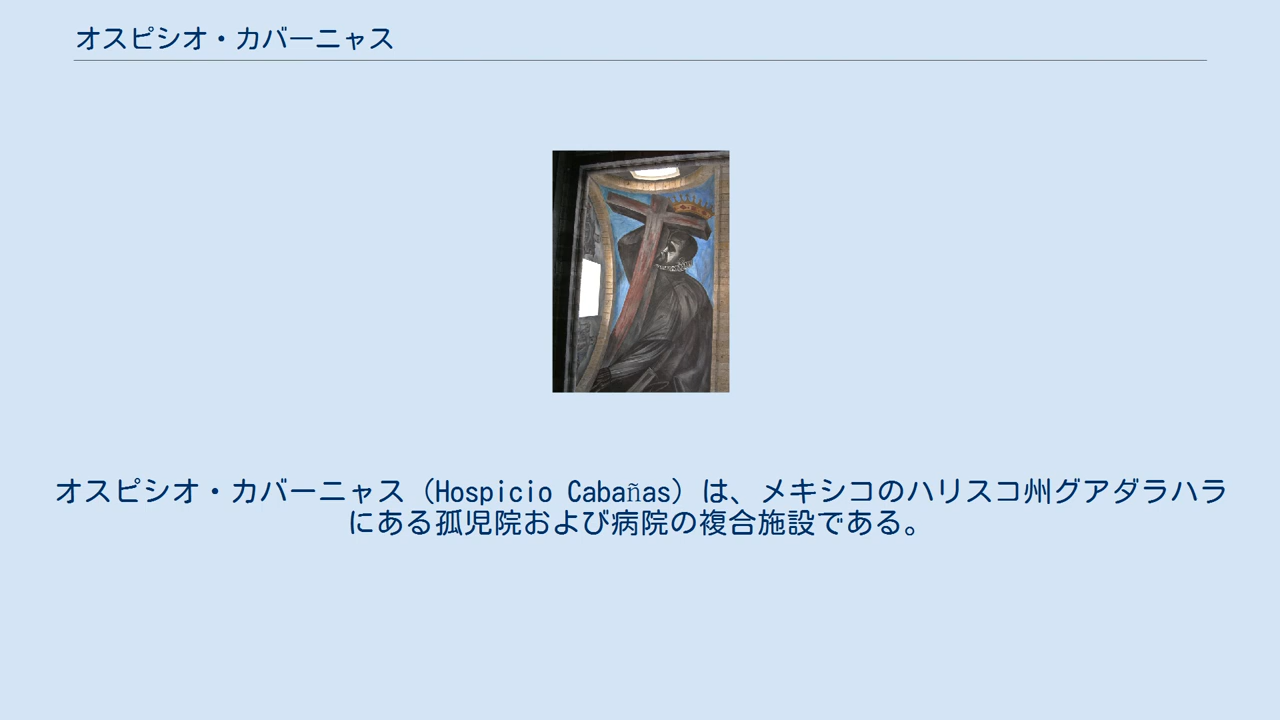 オスピシオ・カバーニャス
オスピシオ・カバーニャス（Hospicio Cabañas）は、メキシコのハリスコ州グアダラハラ
にある孤児院および病院の複合施設である。